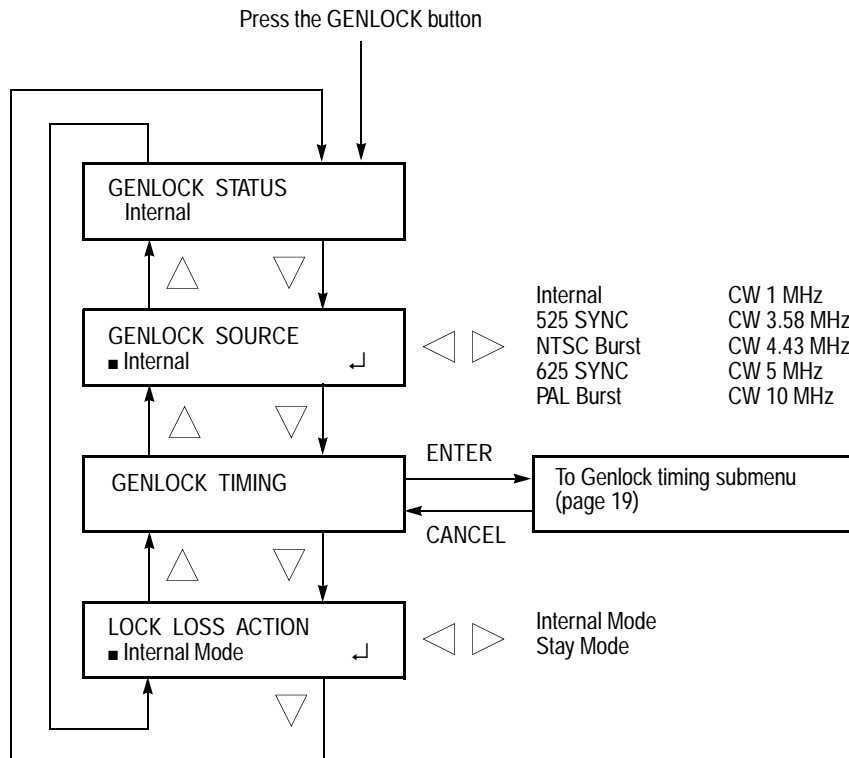 Press the GENLOCK button
GENLOCK STATUS
Internal
GENLOCK SOURCE
■ Internal ↵
Internal CW 1 MHz
525 SYNC CW 3.58 MHz
NTSC Burst CW 4.43 MHz
625 SYNC CW 5 MHz
PAL Burst CW 10 MHz
GENLOCK TIMING
ENTER
CANCEL
To Genlock timing submenu
(page 19)
LOCK LOSS ACTION
■ Internal Mode ↵
Internal Mode
Stay Mode